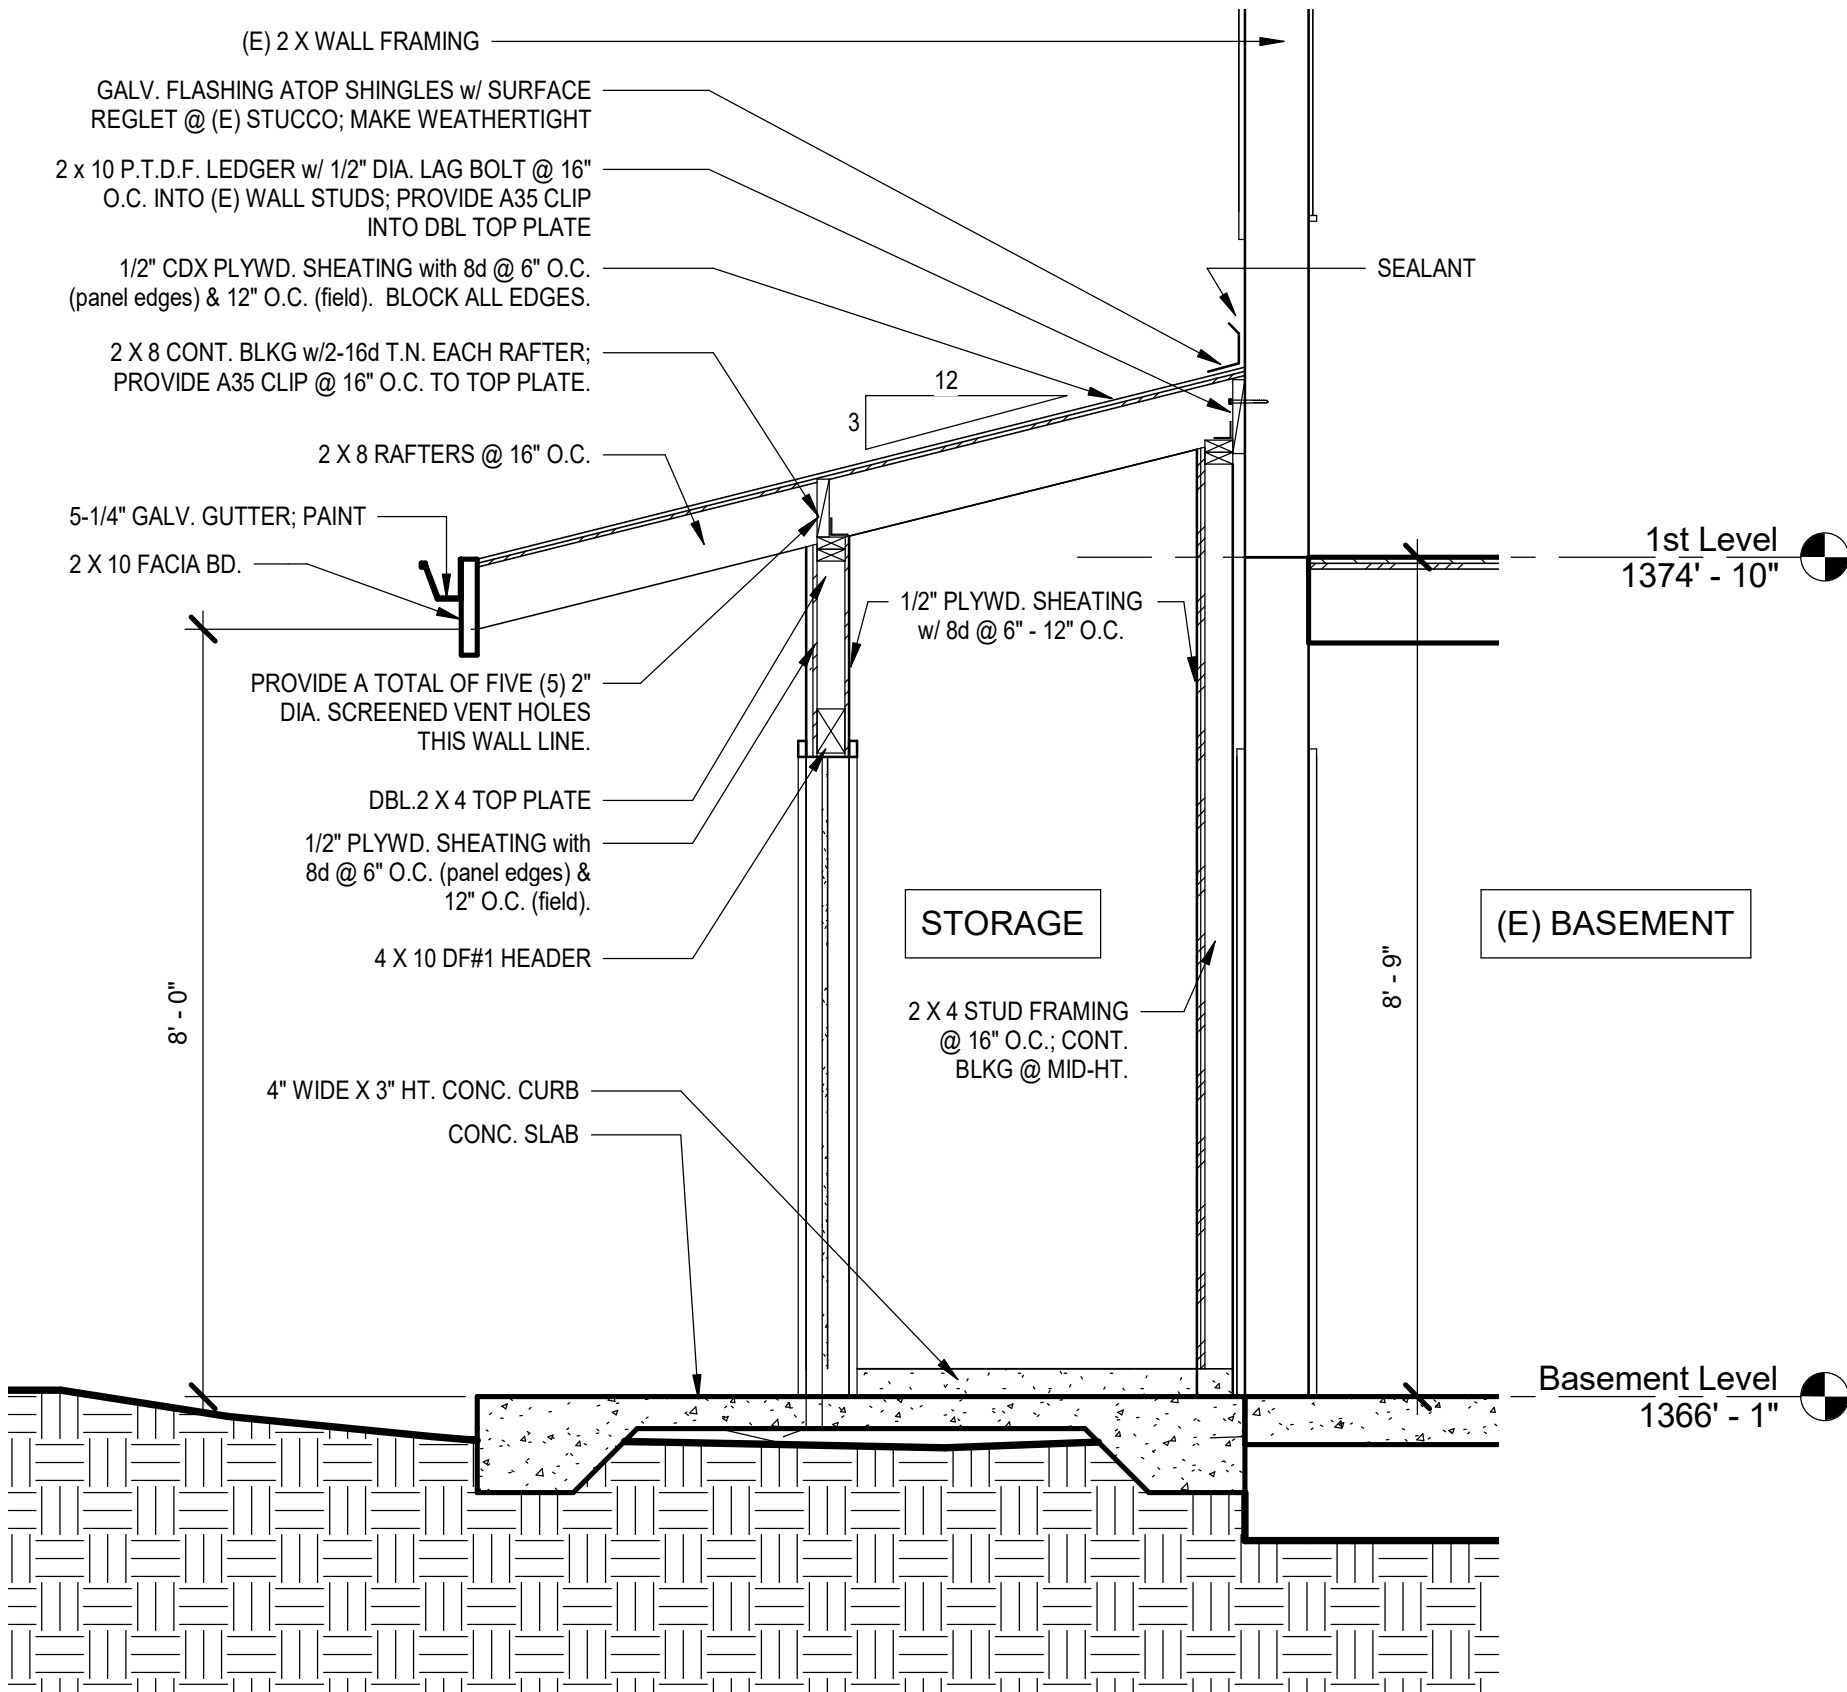 (E) 2 X WALL FRAMING
GALV. FLASHING ATOP SHINGLES w/ SURFACE
REGLET @ (E) STUCCO; MAKE WEATHERTIGHT
2 x 10 P.T.D.F. LEDGER w/ 1/2" DIA. LAG BOLT @ 16"
O.C. INTO (E) WALL STUDS; PROVIDE A35 CLIP
INTO DBL TOP PLATE
1/2" CDX PLYWD. SHEATING with 8d @ 6" O.C.
(panel edges) & 12" O.C. (field).  BLOCK ALL EDGES.
SEALANT
2 X 8 CONT. BLKG w/2-16d T.N. EACH RAFTER;
PROVIDE A35 CLIP @ 16" O.C. TO TOP PLATE.
12
3
2 X 8 RAFTERS @ 16" O.C.
5-1/4" GALV. GUTTER; PAINT
2 X 10 FACIA BD.
1st Level
1374' - 10"
1/2" PLYWD. SHEATING
w/ 8d @ 6" - 12" O.C.
PROVIDE A TOTAL OF FIVE (5) 2"
DIA. SCREENED VENT HOLES
THIS WALL LINE.
DBL.2 X 4 TOP PLATE
1/2" PLYWD. SHEATING with
8d @ 6" O.C. (panel edges) &
12" O.C. (field).
4 X 10 DF#1 HEADER
STORAGE
(E) BASEMENT
8' - 0"
8' - 9"
2 X 4 STUD FRAMING
@ 16" O.C.; CONT.
BLKG @ MID-HT.
4" WIDE X 3" HT. CONC. CURB
CONC. SLAB
Basement Level
1366' - 1"